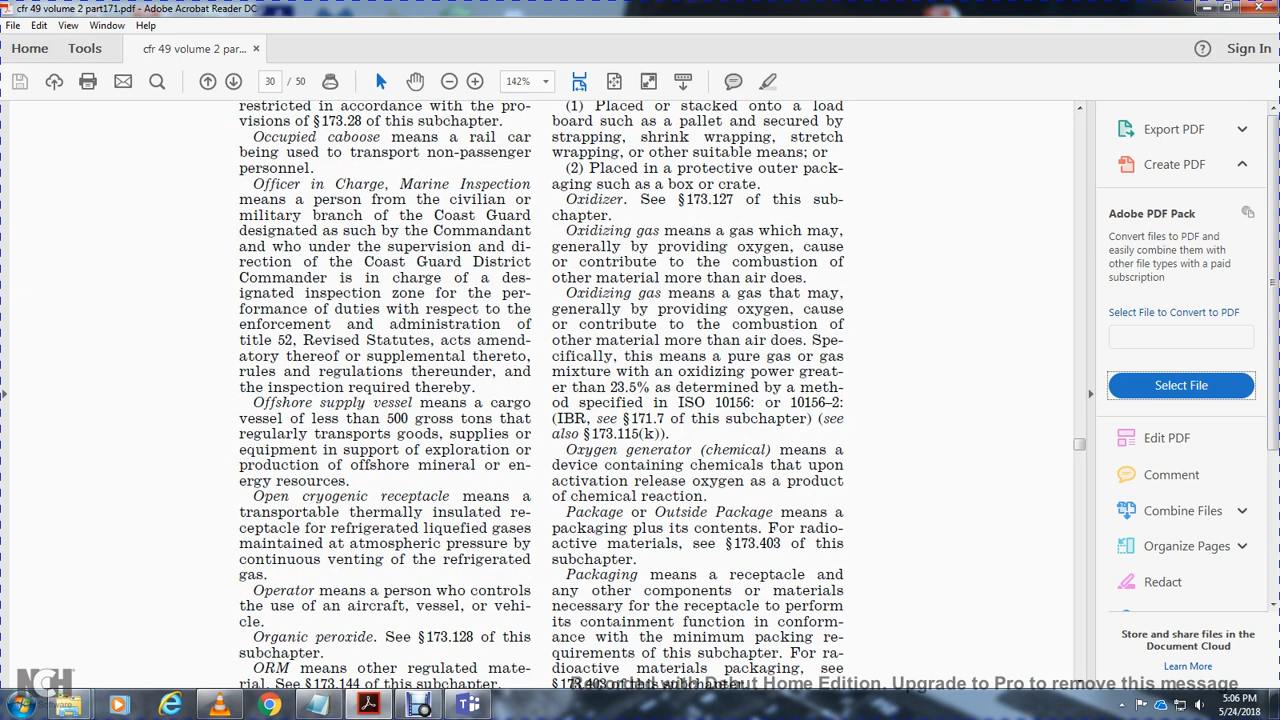 cfr 49 volume 2 part171.pdf - Adobe Acrobat Reader DC
File Edit View Window Help
Home Tools cfr 49 volume 2 par... × Sign In
30 / 50 142%
restricted in accordance with the pro-
visions of §173.28 of this subchapter.
Occupied caboose means a rail car
being used to transport non-passenger
personnel.
Officer in Charge, Marine Inspection
means a person from the civilian or
military branch of the Coast Guard
designated as such by the Commandant
and who under the supervision and di-
rection of the Coast Guard District
Commander is in charge of a des-
ignated inspection zone for the per-
formance of duties with respect to the
enforcement and administration of
title 52, Revised Statutes, acts amend-
atory thereof or supplemental thereto,
rules and regulations thereunder, and
the inspection required thereby.
Offshore supply vessel means a cargo
vessel of less than 500 gross tons that
regularly transports goods, supplies or
equipment in support of exploration or
production of offshore mineral or en-
ergy resources.
Open cryogenic receptacle means a
transportable thermally insulated re-
ceptacle for refrigerated liquefied gases
maintained at atmospheric pressure by
continuous venting of the refrigerated
gas.
Operator means a person who controls
the use of an aircraft, vessel, or vehi-
cle.
Organic peroxide. See §173.128 of this
subchapter.
ORM means other regulated mate-
rial. See §173.144 of this subchapter.
(1) Placed or stacked onto a load
board such as a pallet and secured by
strapping, shrink wrapping, stretch
wrapping, or other suitable means; or
(2) Placed in a protective outer pack-
aging such as a box or crate.
Oxidizer. See §173.127 of this sub-
chapter.
Oxidizing gas means a gas which may,
generally by providing oxygen, cause
or contribute to the combustion of
other material more than air does.
Oxidizing gas means a gas that may,
generally by providing oxygen, cause
or contribute to the combustion of
other material more than air does. Spe-
cifically, this means a pure gas or gas
mixture with an oxidizing power great-
er than 23.5% as determined by a meth-
od specified in ISO 10156: or 10156–2:
(IBR, see §171.7 of this subchapter) (see
also §173.115(k)).
Oxygen generator (chemical) means a
device containing chemicals that upon
activation release oxygen as a product
of chemical reaction.
Package or Outside Package means a
packaging plus its contents. For radio-
active materials, see §173.403 of this
subchapter.
Packaging means a receptacle and
any other components or materials
necessary for the receptacle to perform
its containment function in conform-
ance with the minimum packing re-
quirements of this subchapter. For ra-
dioactive materials packaging, see
§173.403 of this subchapter.
Export PDF
Create PDF
Adobe PDF Pack
Convert files to PDF and
easily combine them with
other file types with a paid
subscription
Select File to Convert to PDF
Select File
Edit PDF
Comment
Combine Files
Organize Pages
Redact
Store and share files in the
Document Cloud
Learn More
NCH
Software
Recorded with Debut Home Edition. Upgrade to Pro to remove this message
5:06 PM
5/24/2018